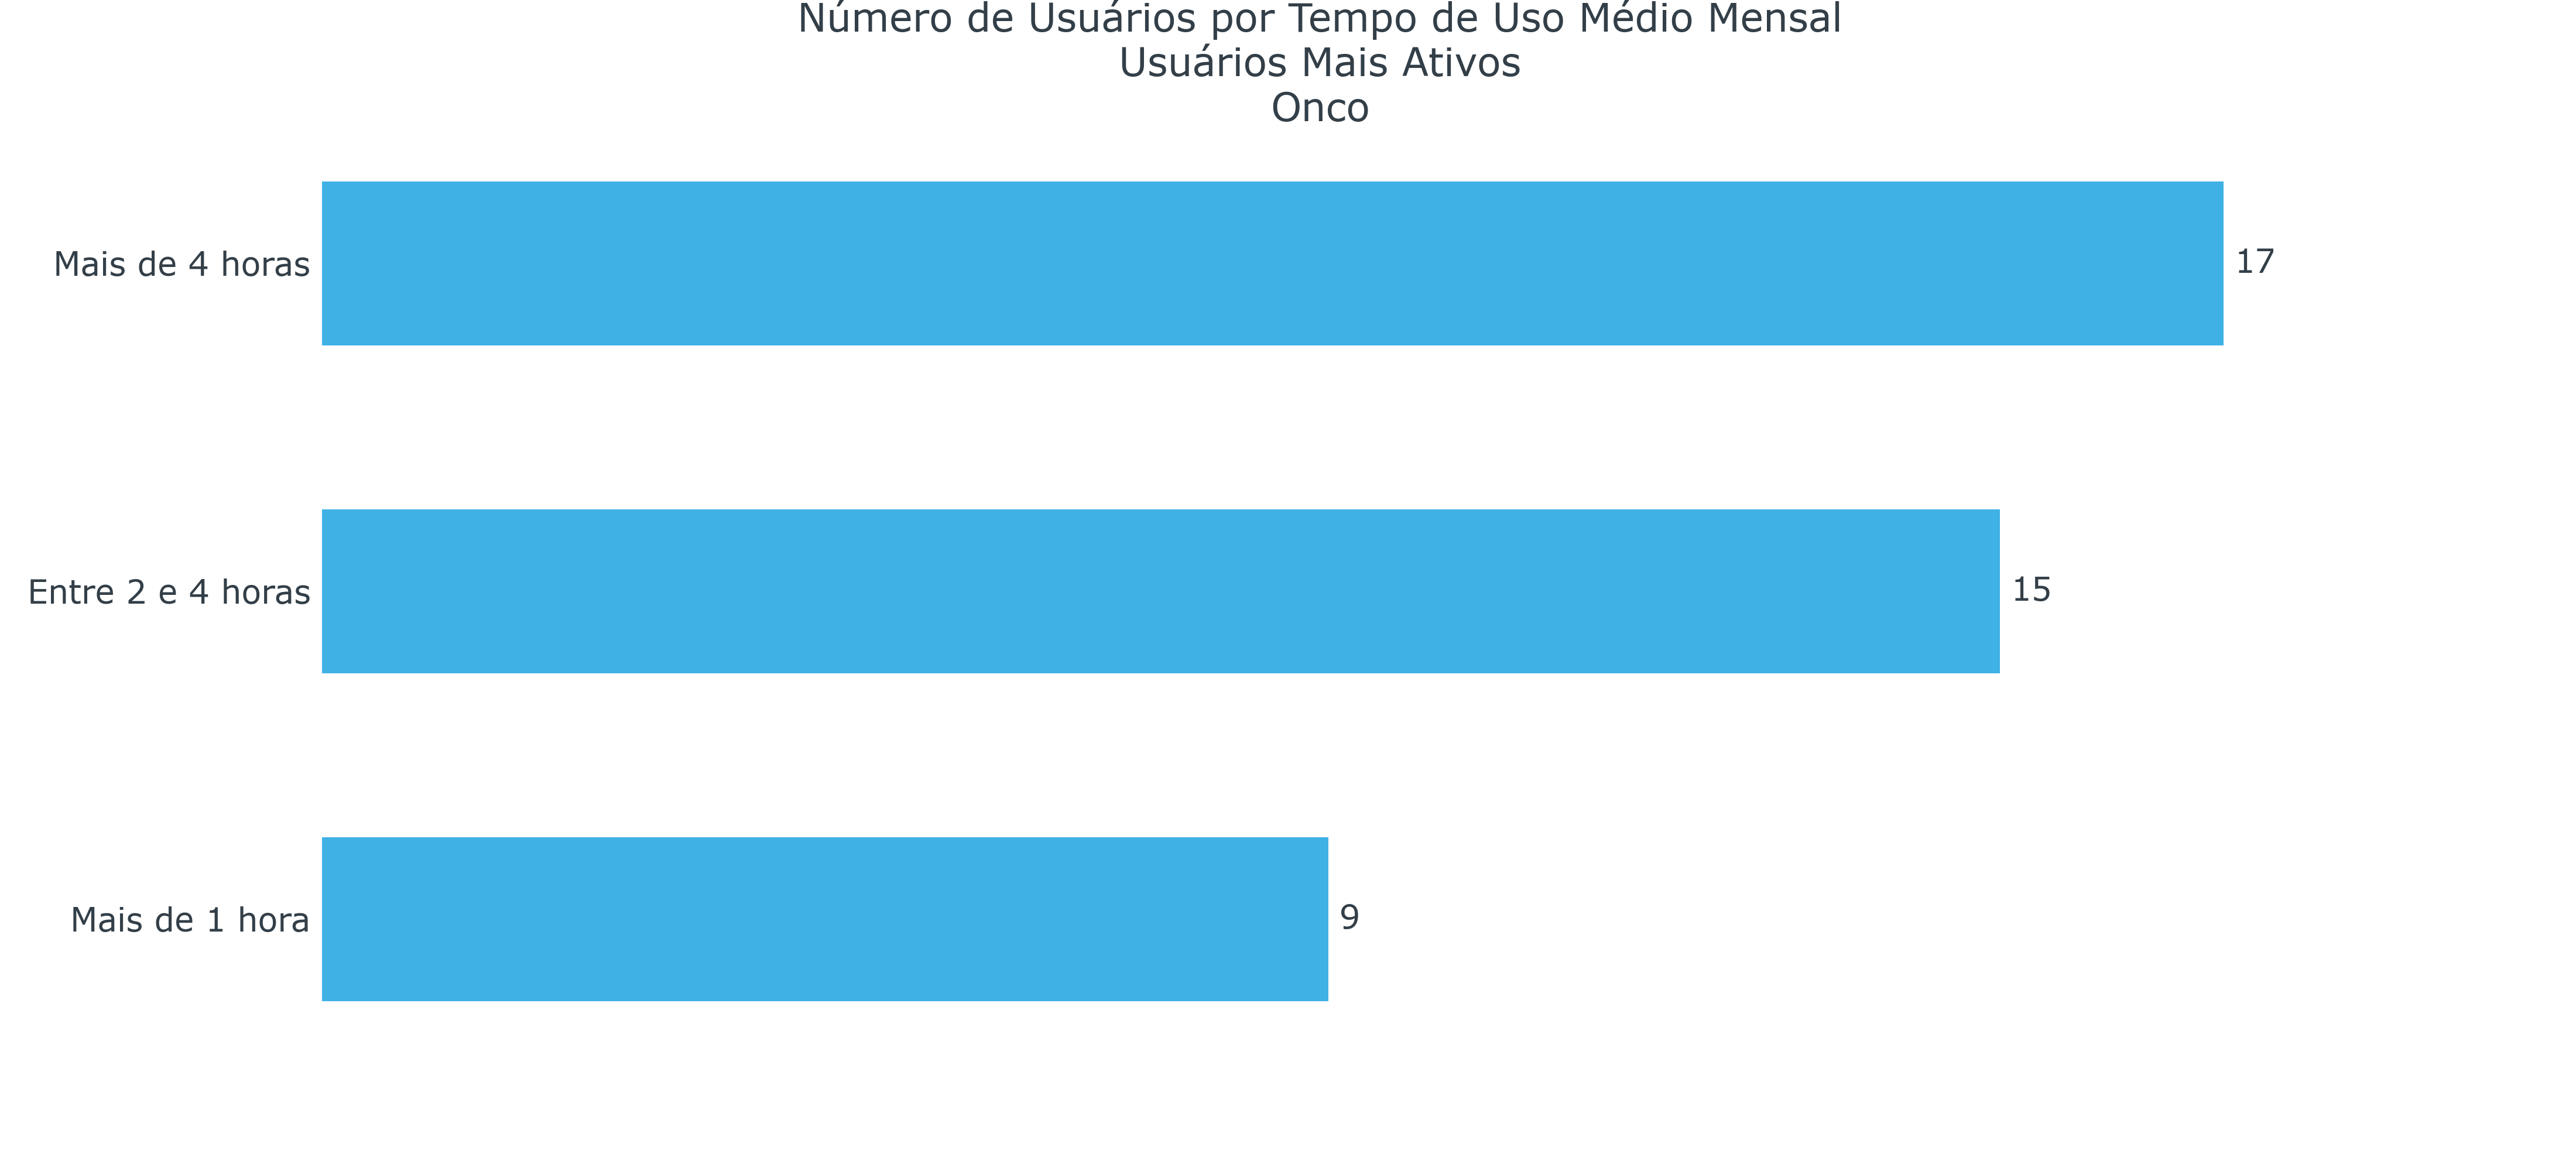 Número de Usuários por Tempo de Uso Médio Mensal
Usuários Mais Ativos
Onco
Mais de 4 horas
17
Entre 2 e 4 horas
15
Mais de 1 hora
9